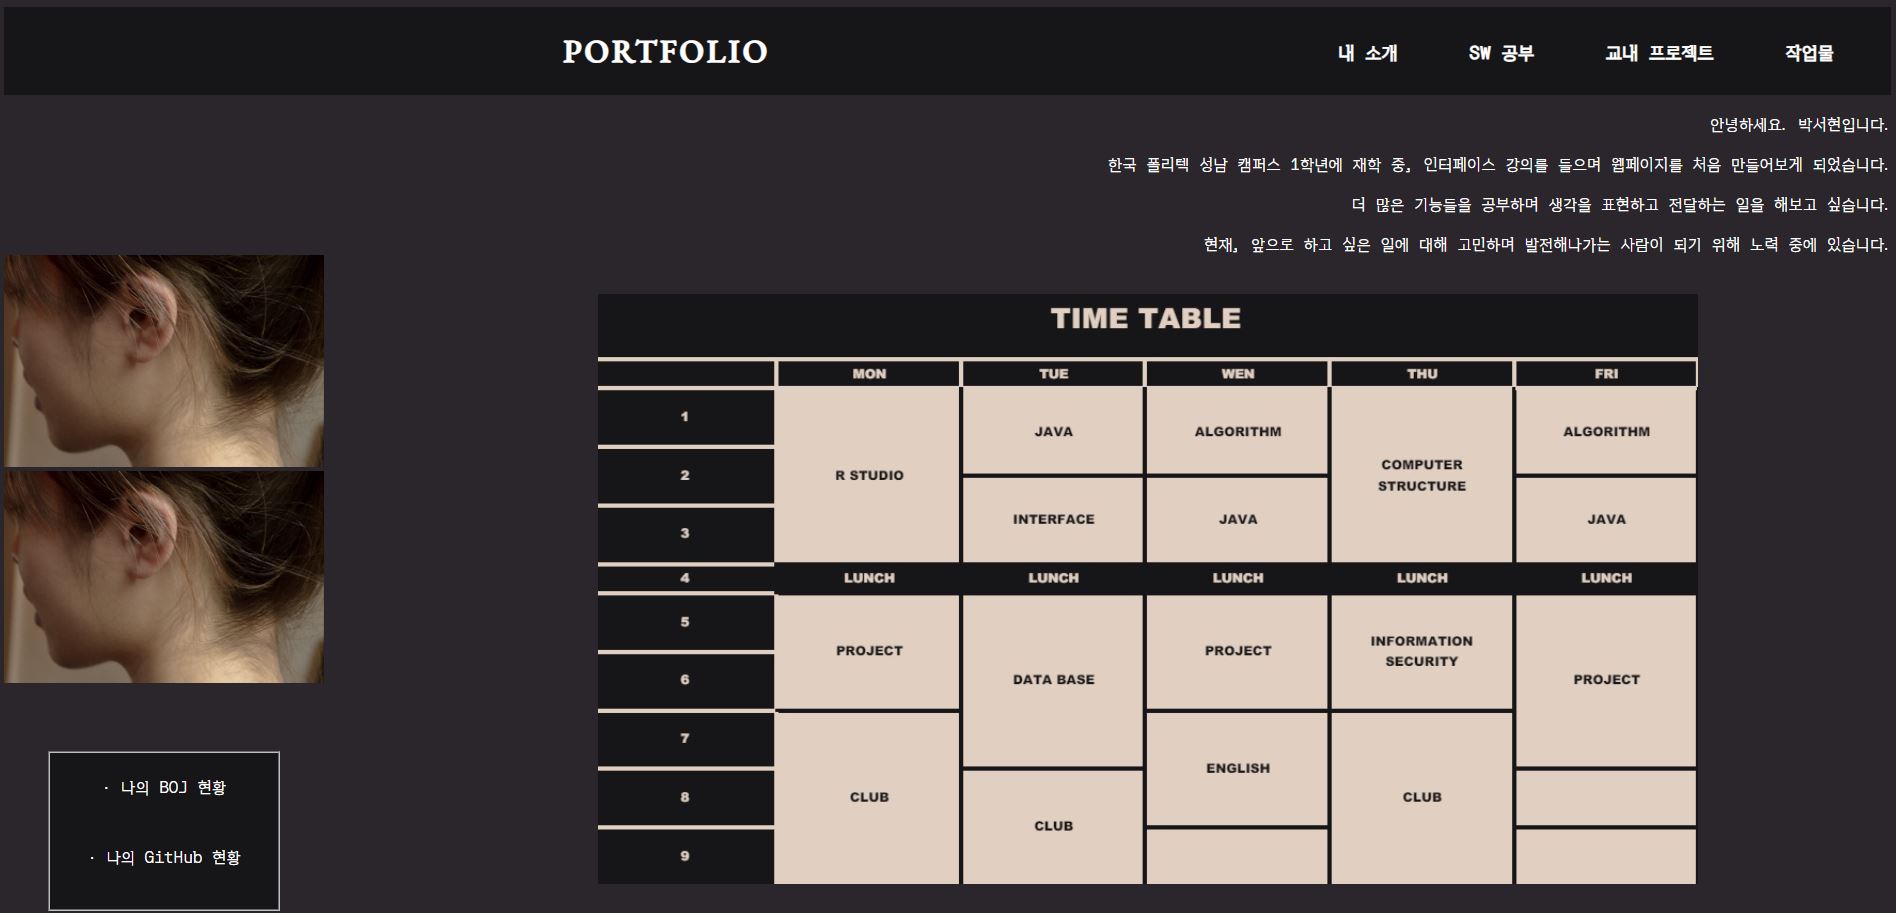 PORTFOLIO
내 소개 SW 공부 교내 프로젝트 작업물
안녕하세요. 박서현입니다.
한국 폴리텍 성남 캠퍼스 1학년에 재학 중, 인터페이스 강의를 들으며 웹페이지를 처음 만들어보게 되었습니다.
더 많은 기능들을 공부하며 생각을 표현하고 전달하는 일을 해보고 싶습니다.
현재, 앞으로 하고 싶은 일에 대해 고민하며 발전해나가는 사람이 되기 위해 노력 중에 있습니다.
TIME TABLE
MON TUE WEN THU FRI
1
JAVA ALGORITHM ALGORITHM
COMPUTER
2 R STUDIO
STRUCTURE
INTERFACE JAVA JAVA
3
4 LUNCH LUNCH LUNCH LUNCH LUNCH
5
INFORMATION
PROJECT PROJECT
SECURITY
6 DATA BASE PROJECT
7
ENGLISH
8 CLUB CLUB
CLUB
9
· 나의 BOJ 현황
· 나의 GitHub 현황